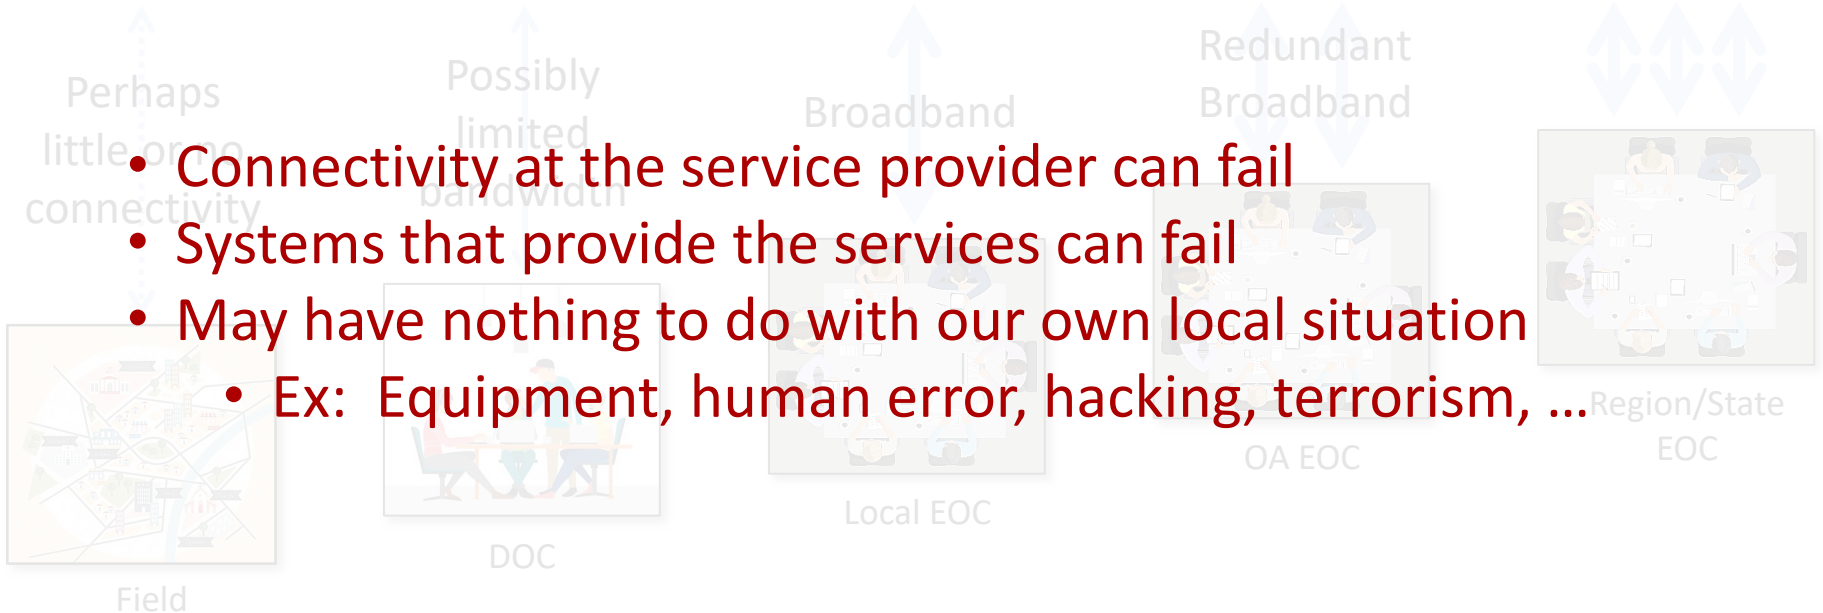 Perhaps
little or no
connectivity
Possibly
limited
bandwidth
Broadband
Redundant
Broadband
• Connectivity at the service provider can fail
• Systems that provide the services can fail
• May have nothing to do with our own local situation
• Ex:  Equipment, human error, hacking, terrorism, ...
Field
DOC
Local EOC
OA EOC
Region/State
EOC